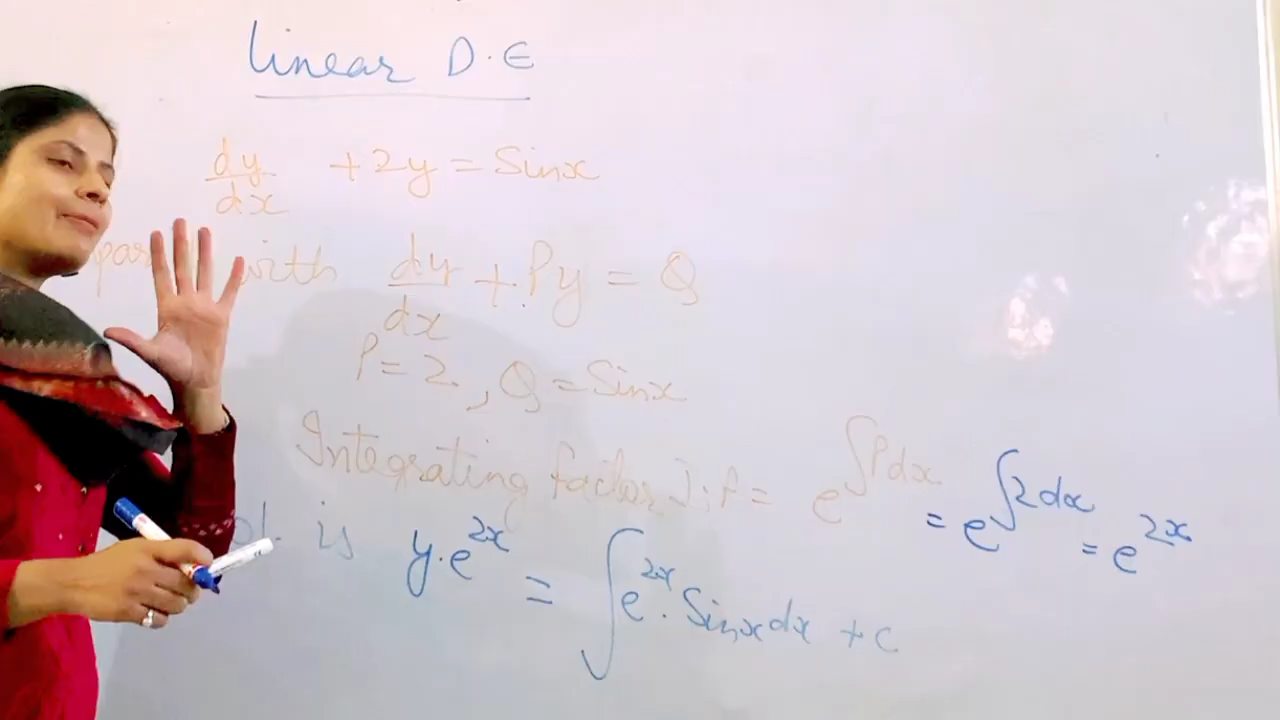 linear D.E
dy/dx + 2y = Sinx
with dy/dx + Py = Q
P = 2, Q = Sinx
Integrating factor I.f = e^∫Pdx = e^∫2dx = e^2x
is y.e^2x = ∫e^2x. Sinx dx + c